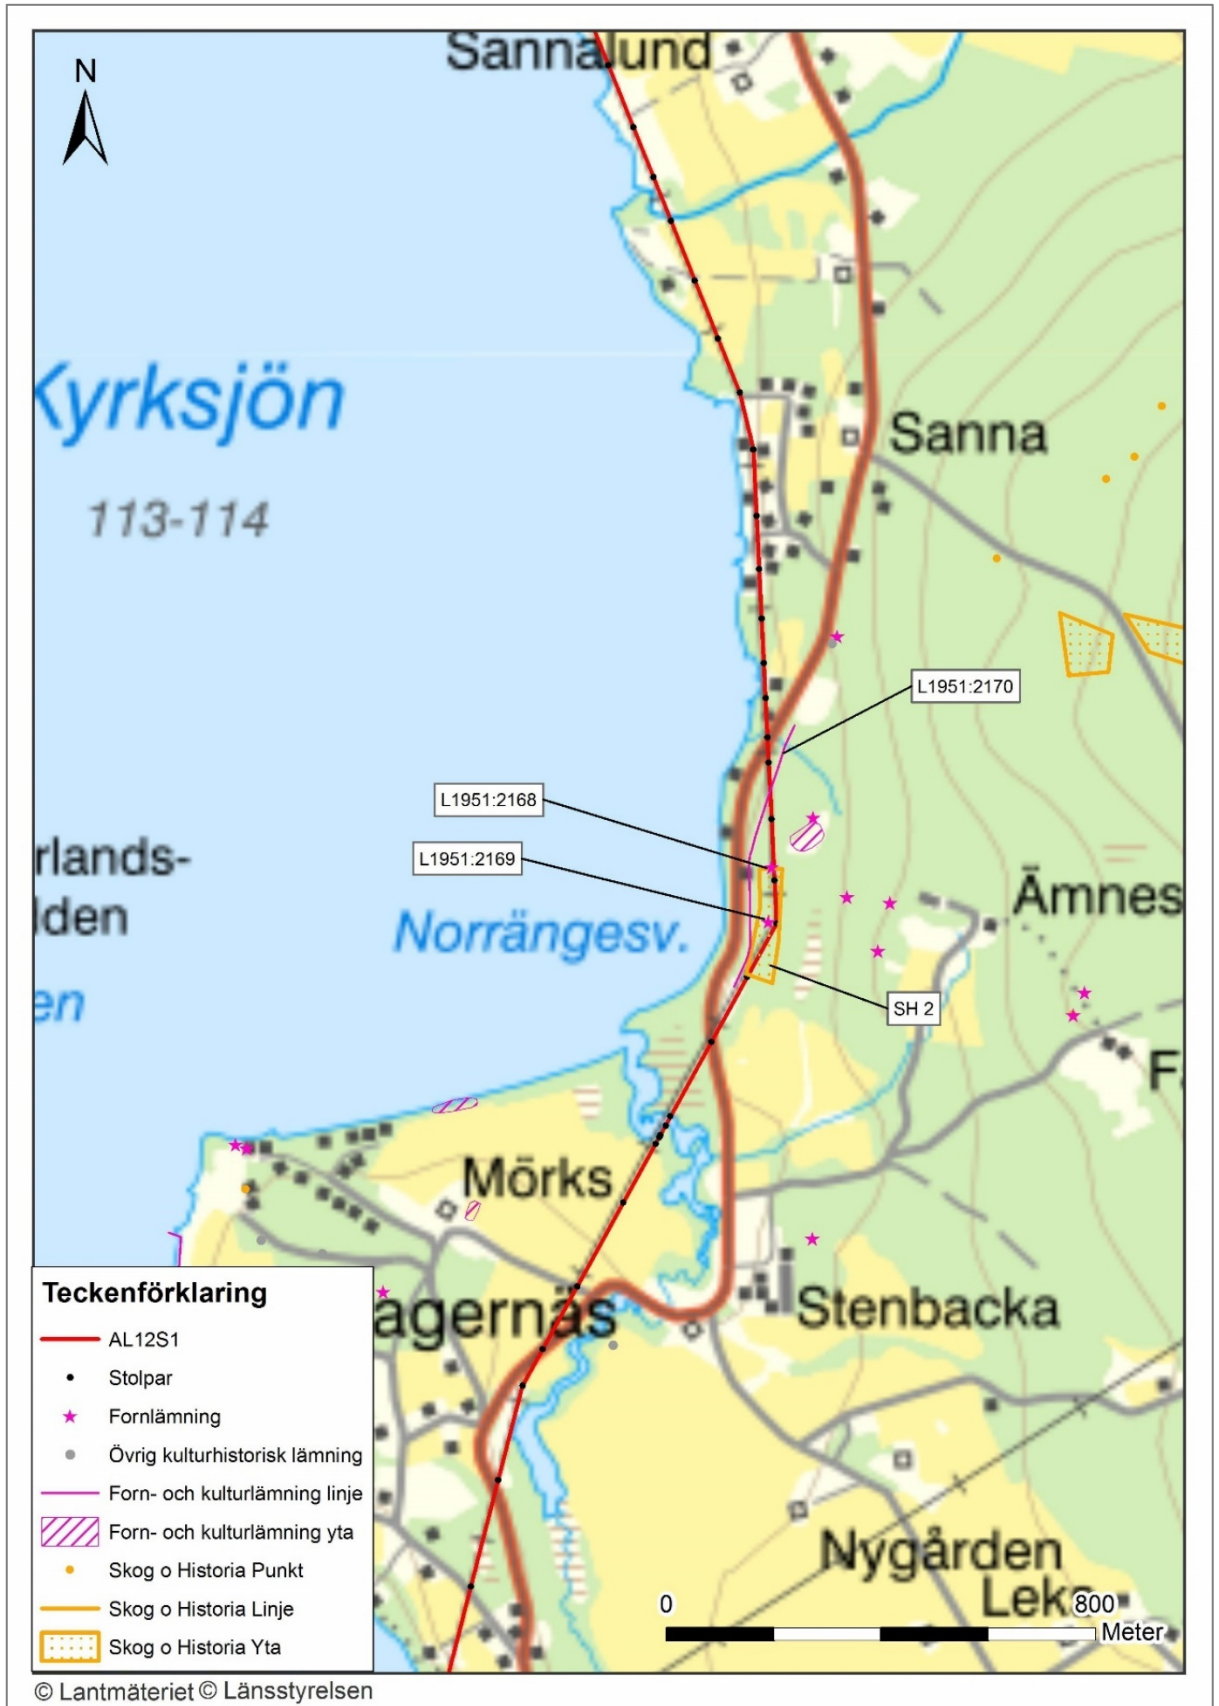 Sannalund
N
Kyrksjön
113-114
Sanna
L1951:2170
L1951:2168
L1951:2169
rlands-
lden
en
Norrängesv.
Ämnes
SH 2
F
Mörks
agernäs
Stenbacka
Nygården
Leks
0
800
Meter
Teckenförklaring
AL12S1
Stolpar
Fornlämning
Övrig kulturhistorisk lämning
Forn- och kulturlämning linje
Forn- och kulturlämning yta
Skog o Historia Punkt
Skog o Historia Linje
Skog o Historia Yta
© Lantmäteriet © Länsstyrelsen